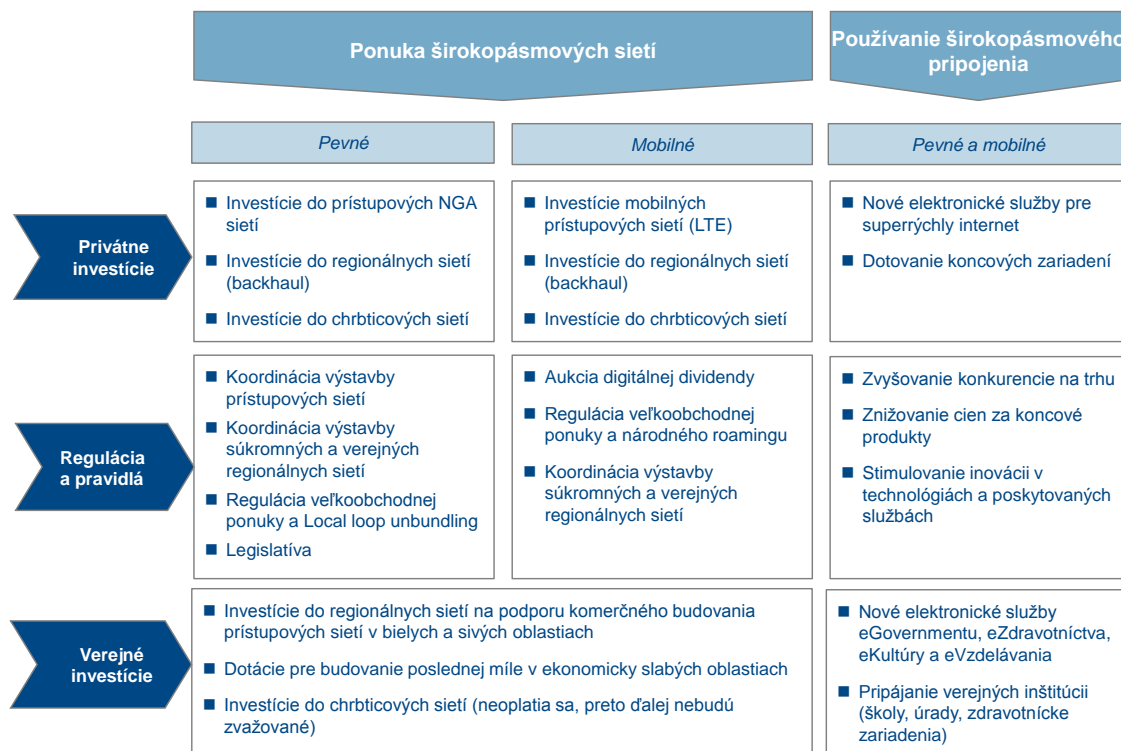 Ponuka širokopásmových sietí
Používanie širokopásmového
pripojenia
Pevné
Mobilné
Pevné a mobilné
Privátne
investície
■ Investície do prístupových NGA
sietí
■ Investície do regionálnych sietí
(backhaul)
■ Investície do chrbticových sietí
■ Investície mobilných
prístupových sietí (LTE)
■ Investície do regionálnych sietí
(backhaul)
■ Investície do chrbticových sietí
■ Nové elektronické služby pre
superrýchly internet
■ Dotovanie koncových zariadení
Regulácia
a pravidlá
■ Koordinácia výstavby
prístupových sietí
■ Koordinácia výstavby
súkromných a verejných
regionálnych sietí
■ Regulácia veľkoobchodnej
ponuky a Local loop unbundling
■ Legislatíva
■ Aukcia digitálnej dividendy
■ Regulácia veľkoobchodnej
ponuky a národného roamingu
■ Koordinácia výstavby
súkromných a verejných
regionálnych sietí
■ Zvyšovanie konkurencie na trhu
■ Znižovanie cien za koncové
produkty
■ Stimulovanie inovácii v
technológiách a poskytovaných
službách
Verejné
investície
■ Investície do regionálnych sietí na podporu komerčného budovania
prístupových sietí v bielych a sivých oblastiach
■ Dotácie pre budovanie poslednej míle v ekonomicky slabých oblastiach
■ Investície do chrbticových sietí (neoplatia sa, preto ďalej nebudú
zvažované)
■ Nové elektronické služby
eGovernmentu, eZdravotníctva,
eKultúry a eVzdelávania
■ Pripájanie verejných inštitúcii
(školy, úrady, zdravotnícke
zariadenia)